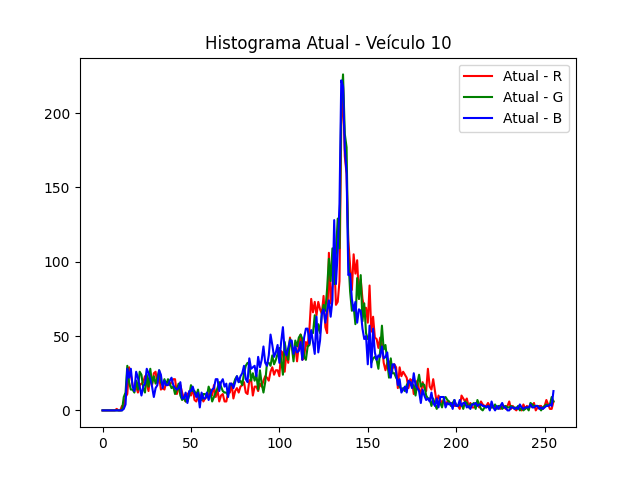 Histograma Atual - Veículo 10
Atual - R
Atual - G
Atual - B
200
150
100
50
0
0 50 100 150 200 250